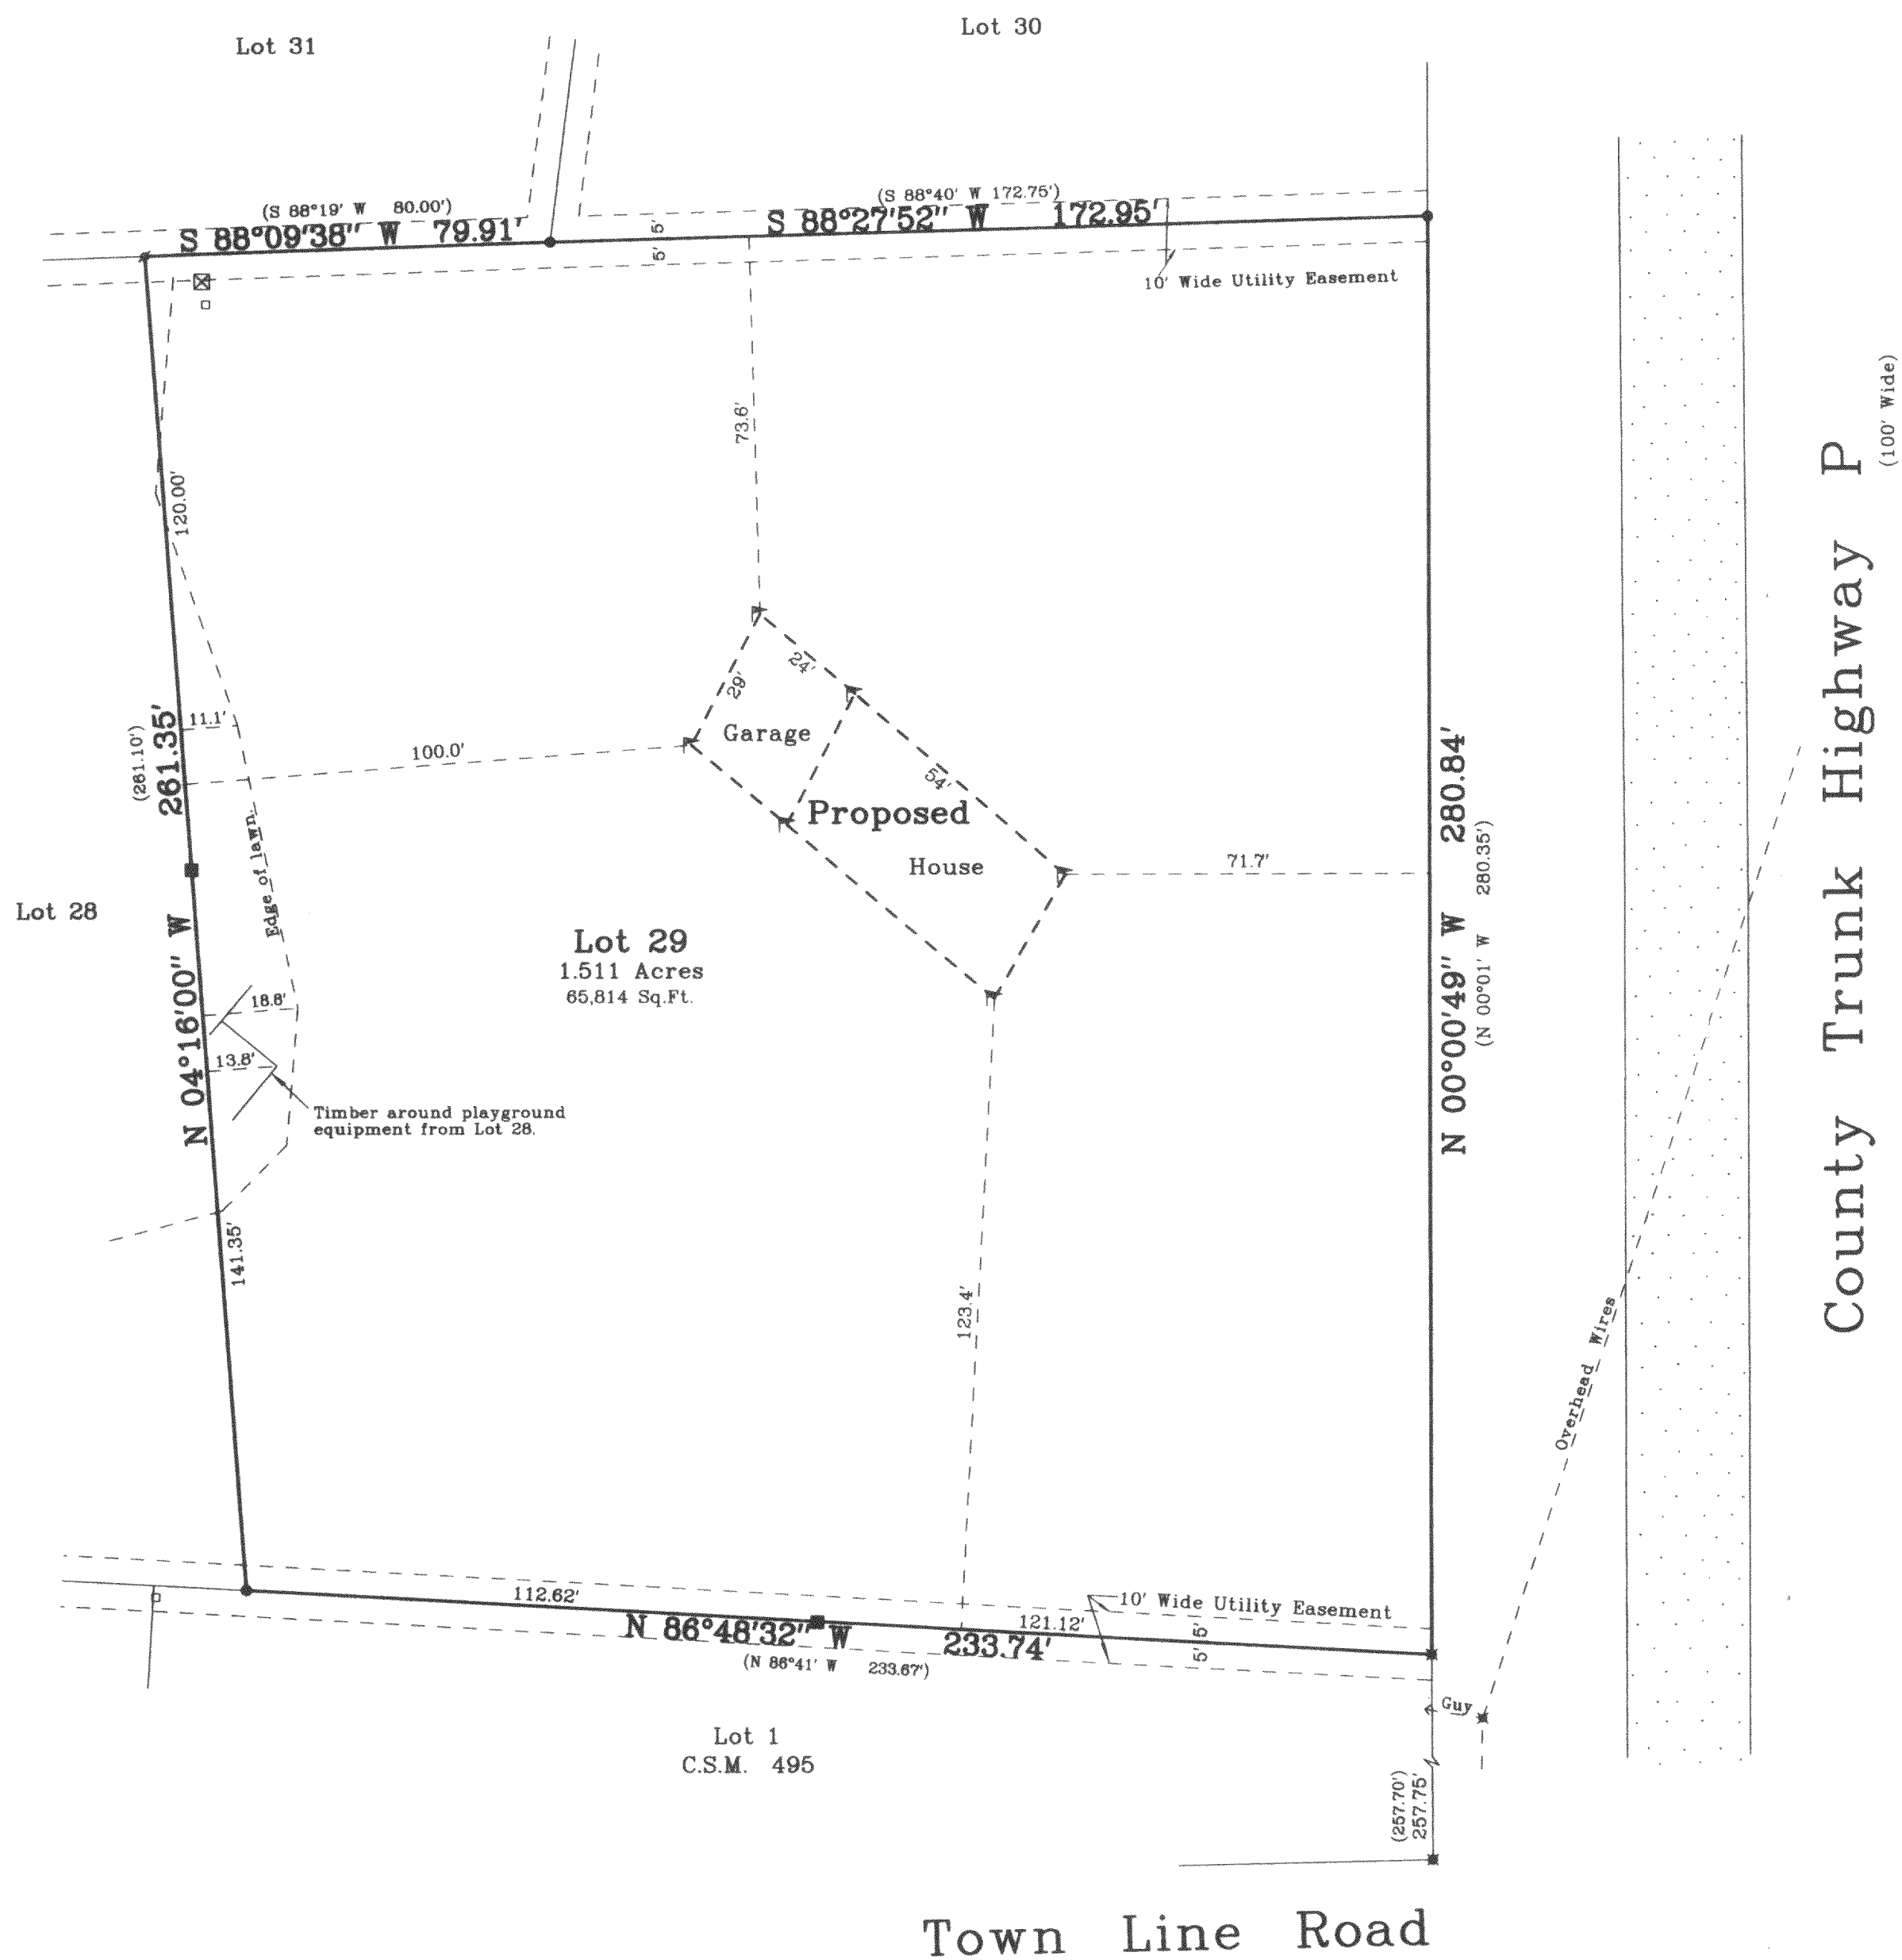 Lot 31
Lot 30
(S 88°19' W 80.00')
S 88°09'38" W 79.91'
(S 88°40' W 172.75')
S 88°27'52" W 172.95'
5' 5'
10' Wide Utility Easement
73.6'
120.00'
(100' Wide)
County Trunk Highway P
24'
29'
Garage
11.1'
100.0'
54'
Proposed
House
71.7'
(261.10')
261.35'
N 04°16'00" W
Edge of lawn.
280.84'
N 00°00'49" W
280.35')
(N 00°01' W
Lot 28
Lot 29
1.511 Acres
65,814 Sq.Ft.
18.8'
13.8'
Timber around playground
equipment from Lot 28.
141.35'
123.4'
Overhead Wires
112.62'
N 86°48'32" W 233.74'
(N 86°41' W 233.67')
121.12'
10' Wide Utility Easement
5' 5'
Guy
Lot 1
C.S.M. 495
(257.70')
257.75'
Town Line Road